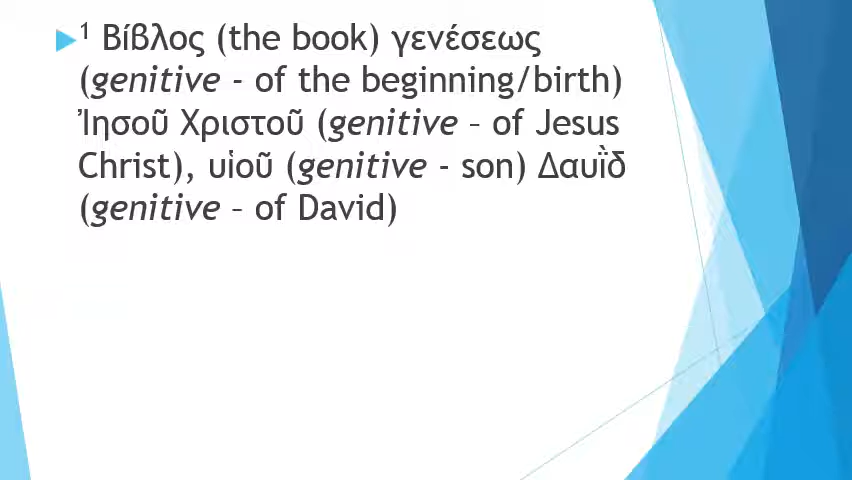 ¹ Βίβλος (the book) γενέσεως
(genitive - of the beginning/birth)
Ἰησοῦ Χριστοῦ (genitive – of Jesus
Christ), υἱοῦ (genitive - son) Δαυῒδ
(genitive – of David)